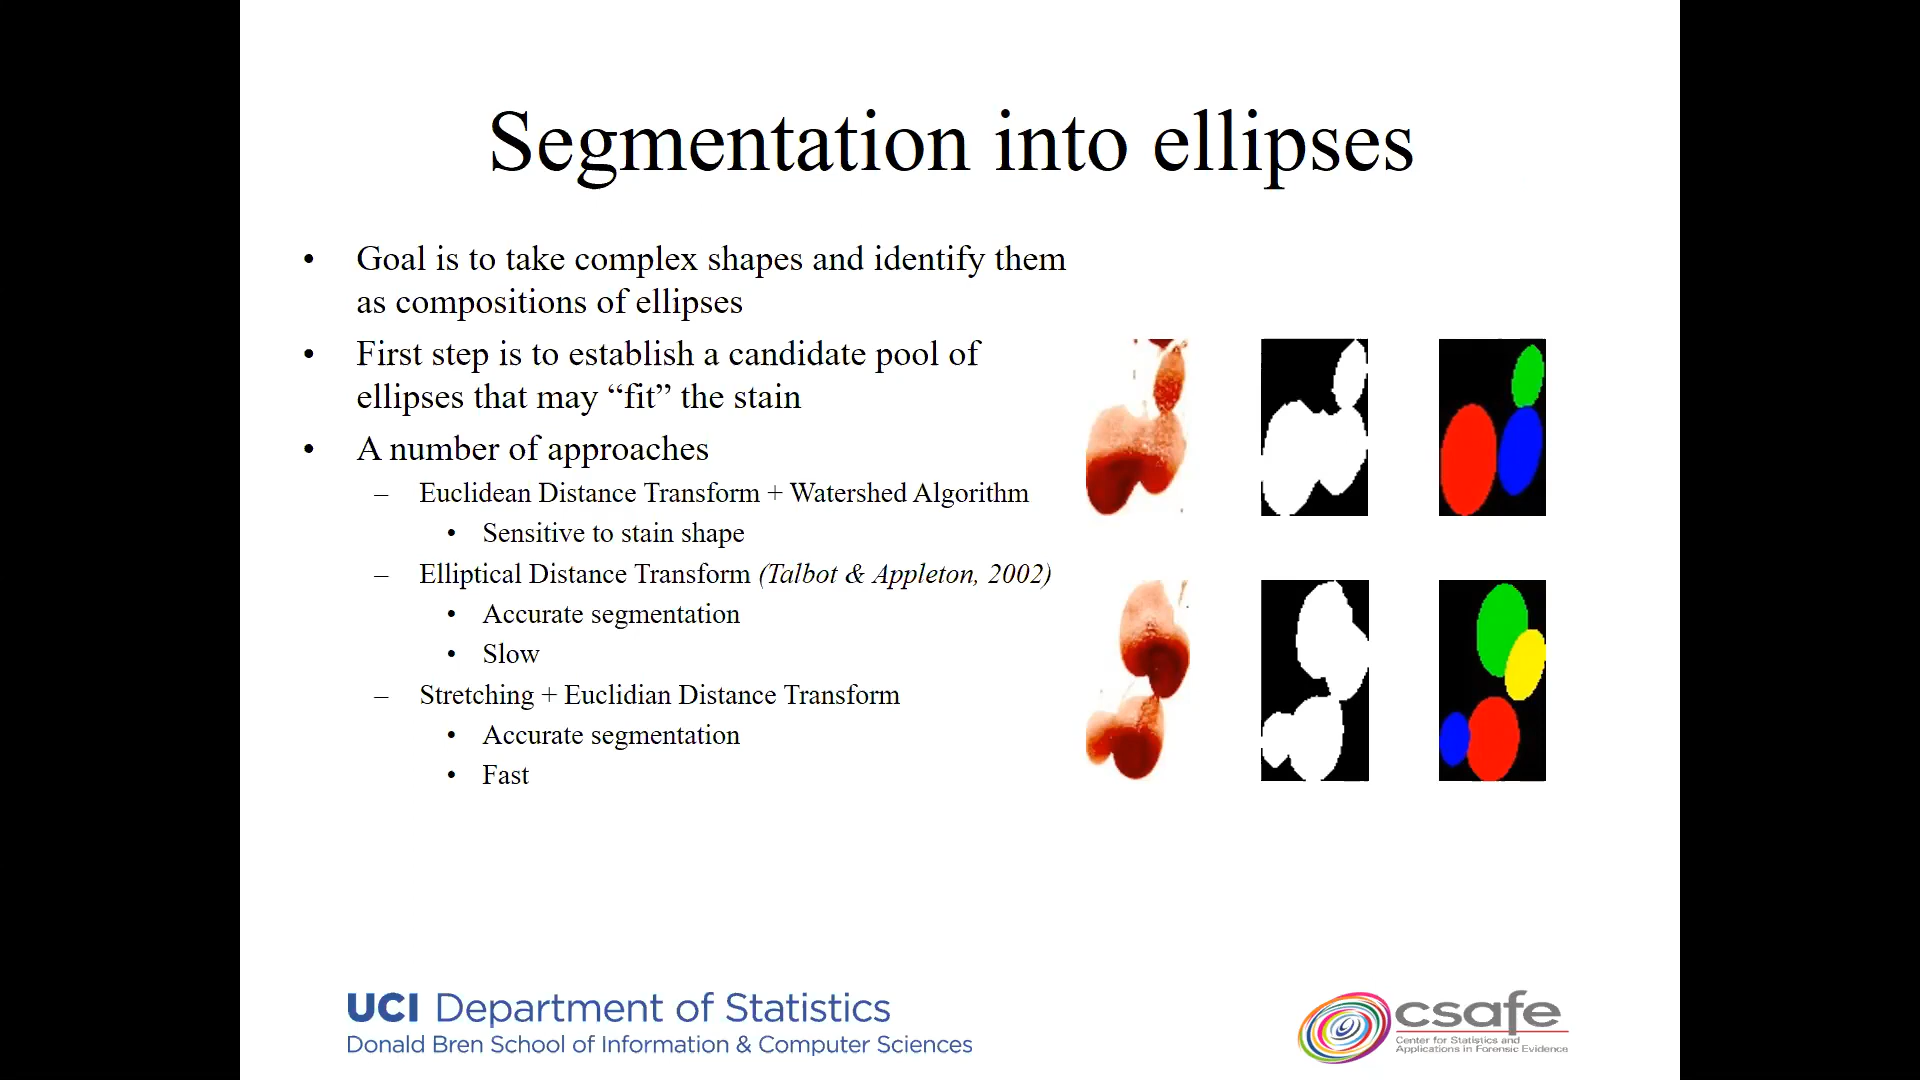 Segmentation into ellipses
• Goal is to take complex shapes and identify them
as compositions of ellipses
• First step is to establish a candidate pool of
ellipses that may “fit” the stain
• A number of approaches
– Euclidean Distance Transform + Watershed Algorithm
• Sensitive to stain shape
– Elliptical Distance Transform (Talbot & Appleton, 2002)
• Accurate segmentation
• Slow
– Stretching + Euclidian Distance Transform
• Accurate segmentation
• Fast
UCI Department of Statistics
Donald Bren School of Information & Computer Sciences
csafe
Center for Statistics and
Applications in Forensic Evidence